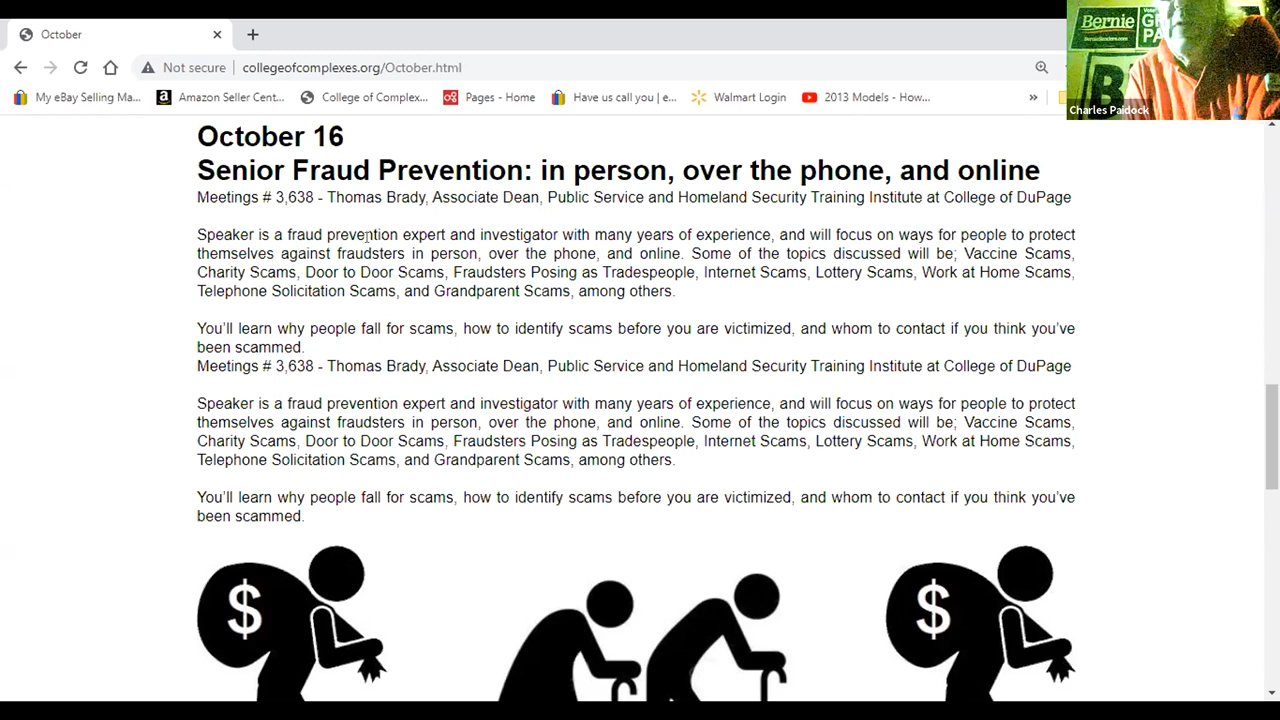 October
Not secure
collegeofcomplexes.org/October.html
My eBay Selling Ma...
Amazon Seller Cent...
College of Complex...
Pages - Home
Have us call you | e...
Walmart Login
2013 Models - How...
»
Bernie
GR
PA
B
Charles Paidock
October 16
Senior Fraud Prevention: in person, over the phone, and online
Meetings # 3,638 - Thomas Brady, Associate Dean, Public Service and Homeland Security Training Institute at College of DuPage
Speaker is a fraud prevention expert and investigator with many years of experience, and will focus on ways for people to protect
themselves against fraudsters in person, over the phone, and online. Some of the topics discussed will be; Vaccine Scams,
Charity Scams, Door to Door Scams, Fraudsters Posing as Tradespeople, Internet Scams, Lottery Scams, Work at Home Scams,
Telephone Solicitation Scams, and Grandparent Scams, among others.
You'll learn why people fall for scams, how to identify scams before you are victimized, and whom to contact if you think you've
been scammed.
Meetings # 3,638 - Thomas Brady, Associate Dean, Public Service and Homeland Security Training Institute at College of DuPage
Speaker is a fraud prevention expert and investigator with many years of experience, and will focus on ways for people to protect
themselves against fraudsters in person, over the phone, and online. Some of the topics discussed will be; Vaccine Scams,
Charity Scams, Door to Door Scams, Fraudsters Posing as Tradespeople, Internet Scams, Lottery Scams, Work at Home Scams,
Telephone Solicitation Scams, and Grandparent Scams, among others.
You'll learn why people fall for scams, how to identify scams before you are victimized, and whom to contact if you think you've
been scammed.
$
$